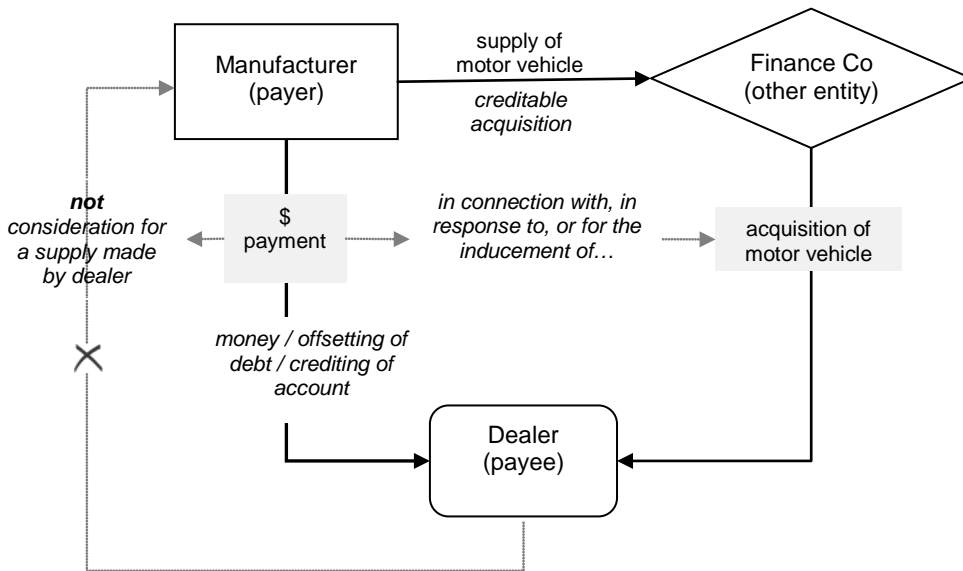 Manufacturer
(payer)
supply of
motor vehicle
creditable
acquisition
Finance Co
(other entity)
not
consideration for
a supply made
by dealer
$
payment
in connection with, in
response to, or for the
inducement of…
acquisition of
motor vehicle
money / offsetting of
debt / crediting of
account
Dealer
(payee)